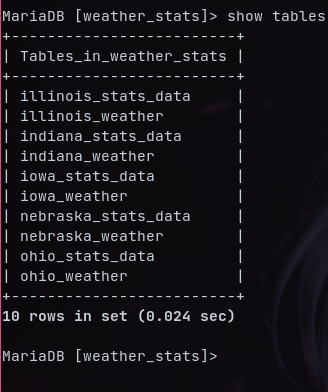 MariaDB [weather_stats]> show tables
+-------------------------+
| Tables_in_weather_stats |
+-------------------------+
| illinois_stats_data     |
| illinois_weather        |
| indiana_stats_data      |
| indiana_weather         |
| iowa_stats_data         |
| iowa_weather            |
| nebraska_stats_data     |
| nebraska_weather        |
| ohio_stats_data         |
| ohio_weather            |
+-------------------------+
10 rows in set (0.024 sec)
MariaDB [weather_stats]>